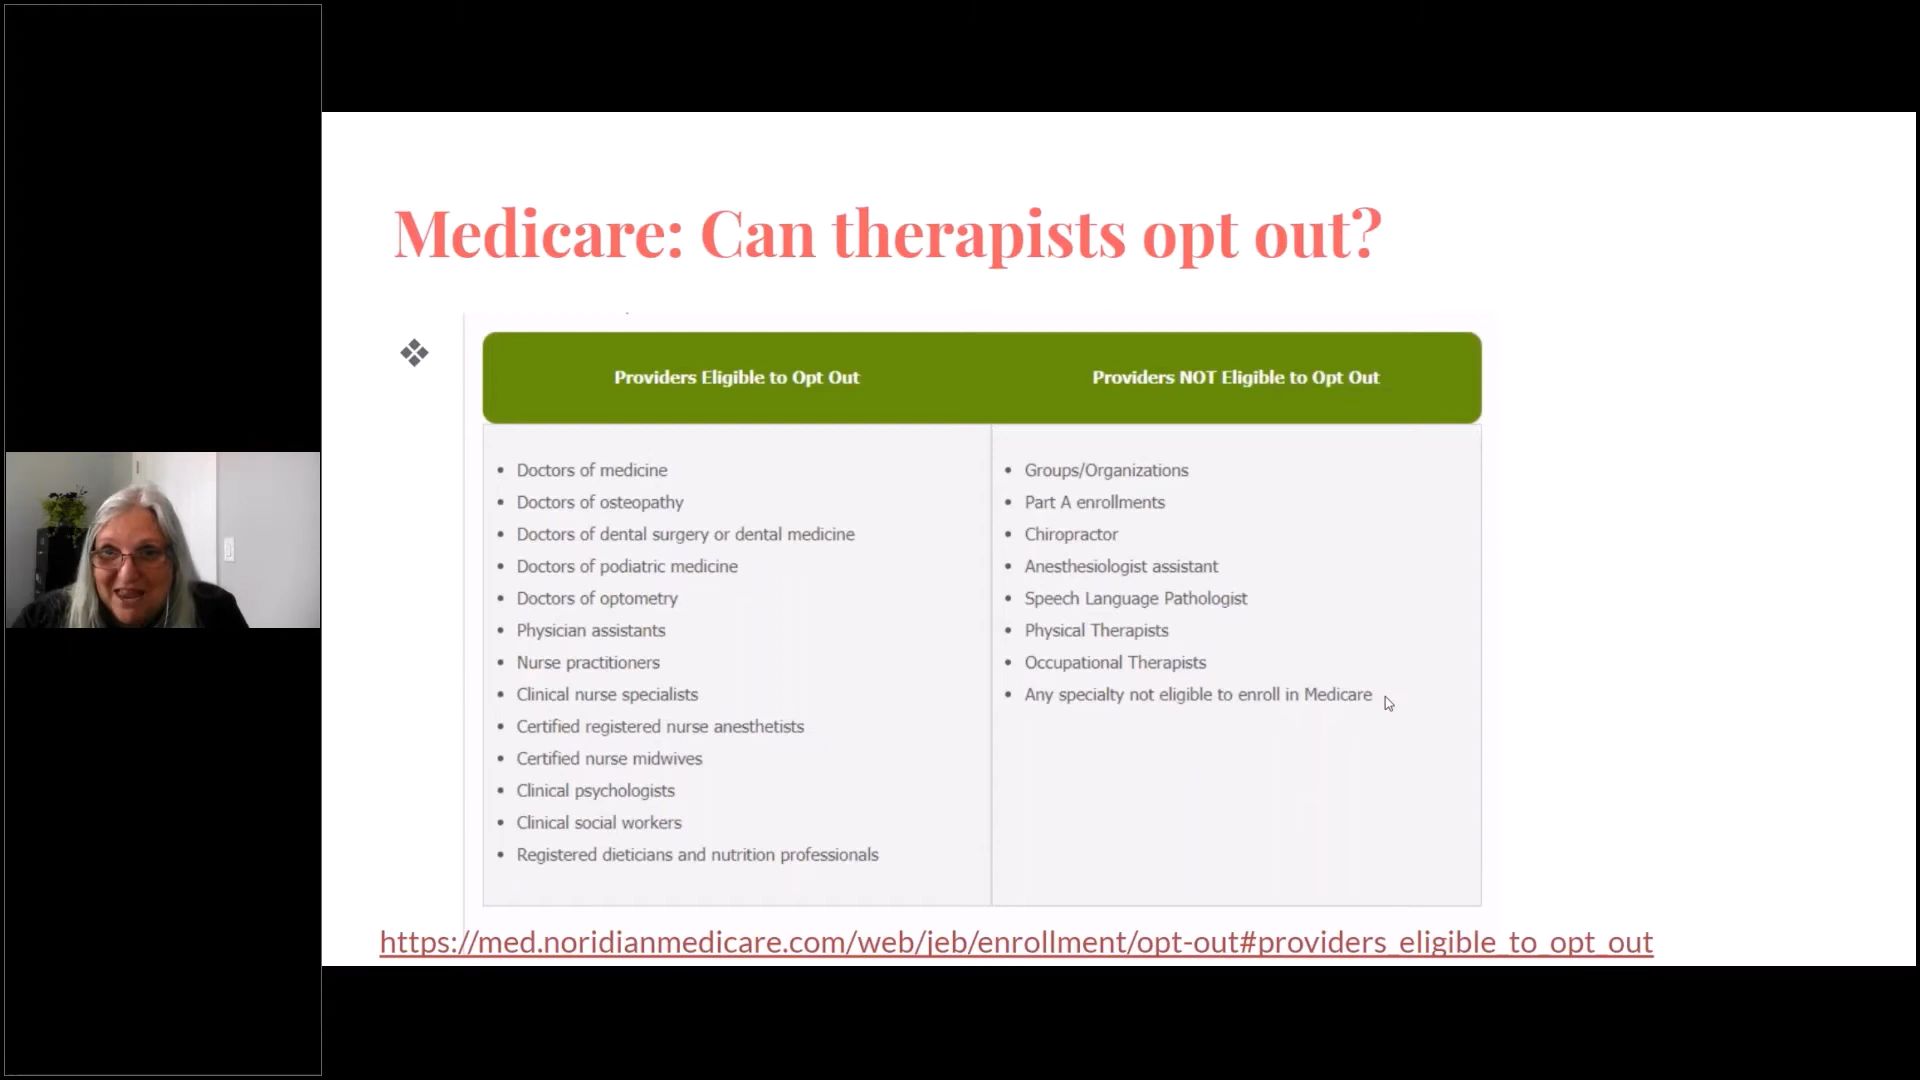 Medicare: Can therapists opt out?
Providers Eligible to Opt Out
Providers NOT Eligible to Opt Out
Doctors of medicine
Doctors of osteopathy
Doctors of dental surgery or dental medicine
Doctors of podiatric medicine
Doctors of optometry
Physician assistants
Nurse practitioners
Clinical nurse specialists
Certified registered nurse anesthetists
Certified nurse midwives
Clinical psychologists
Clinical social workers
Registered dieticians and nutrition professionals
Groups/Organizations
Part A enrollments
Chiropractor
Anesthesiologist assistant
Speech Language Pathologist
Physical Therapists
Occupational Therapists
Any specialty not eligible to enroll in Medicare
https://med.noridianmedicare.com/web/jeb/enrollment/opt-out#providers_eligible_to_opt_out